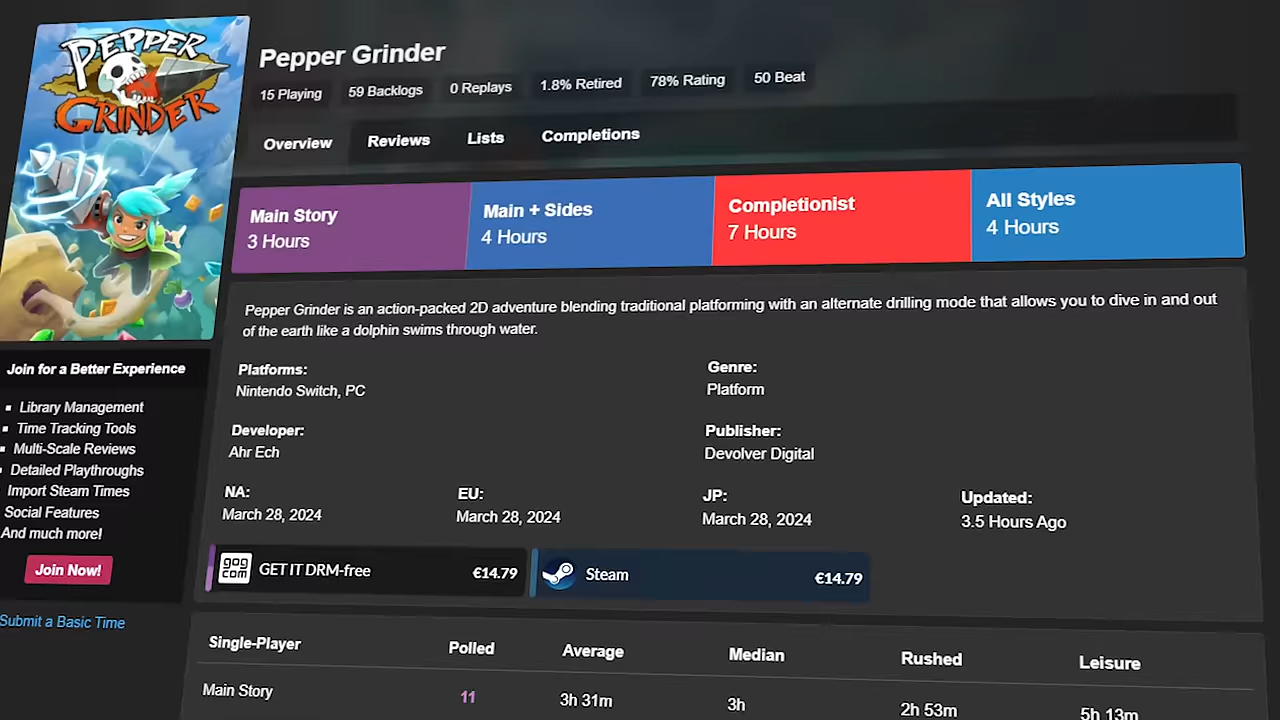 PEPPER
GRINDER
Pepper Grinder
15 Playing 59 Backlogs 0 Replays 1.8% Retired 78% Rating 50 Beat
Overview Reviews Lists Completions
Main Story Main + Sides Completionist All Styles
3 Hours 4 Hours 7 Hours 4 Hours
Pepper Grinder is an action-packed 2D adventure blending traditional platforming with an alternate drilling mode that allows you to dive in and out
of the earth like a dolphin swims through water.
Platforms: Genre:
Nintendo Switch, PC Platform
Developer: Publisher:
Ahr Ech Devolver Digital
NA: EU: JP: Updated:
March 28, 2024 March 28, 2024 March 28, 2024 3.5 Hours Ago
gog
com GET IT DRM-free €14.79 Steam €14.79
Join for a Better Experience
Library Management
Time Tracking Tools
Multi-Scale Reviews
Detailed Playthroughs
Import Steam Times
Social Features
And much more!
Join Now!
Submit a Basic Time
Single-Player Polled Average Median Rushed Leisure
Main Story 11 3h 31m 3h 2h 53m 5h 13m